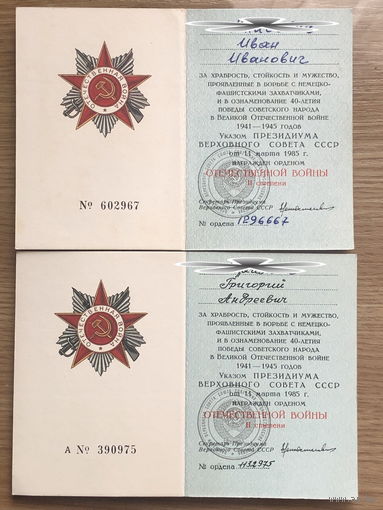 ОТЕЧЕСТВЕННАЯ ВОЙНА
№ 602967
Иван
Иванович
ЗА ХРАБРОСТЬ, СТОЙКОСТЬ И МУЖЕСТВО,
ПРОЯВЛЕННЫЕ В БОРЬБЕ С НЕМЕЦКО-
ФАШИСТСКИМИ ЗАХВАТЧИКАМИ,
И В ОЗНАМЕНОВАНИЕ 40-ЛЕТИЯ
ПОБЕДЫ СОВЕТСКОГО НАРОДА
В ВЕЛИКОЙ ОТЕЧЕСТВЕННОЙ ВОЙНЕ
1941—1945 ГОДОВ
УКАЗОМ ПРЕЗИДИУМА
ВЕРХОВНОГО СОВЕТА СССР
от 11 марта 1985 г.
НАГРАЖДЕН ОРДЕНОМ
ОТЕЧЕСТВЕННОЙ ВОЙНЫ
II СТЕПЕНИ
Секретарь Президиума
Верховного Совета СССР
№ ордена 1896667
ОТЕЧЕСТВЕННАЯ ВОЙНА
А № 390975
Григорий
Андреевич
ЗА ХРАБРОСТЬ, СТОЙКОСТЬ И МУЖЕСТВО,
ПРОЯВЛЕННЫЕ В БОРЬБЕ С НЕМЕЦКО-
ФАШИСТСКИМИ ЗАХВАТЧИКАМИ,
И В ОЗНАМЕНОВАНИЕ 40-ЛЕТИЯ
ПОБЕДЫ СОВЕТСКОГО НАРОДА
В ВЕЛИКОЙ ОТЕЧЕСТВЕННОЙ ВОЙНЕ
1941—1945 ГОДОВ
УКАЗОМ ПРЕЗИДИУМА
ВЕРХОВНОГО СОВЕТА СССР
от 11 марта 1985 г.
НАГРАЖДЕН ОРДЕНОМ
ОТЕЧЕСТВЕННОЙ ВОЙНЫ
II СТЕПЕНИ
Секретарь Президиума
Верховного Совета СССР
№ ордена 1132975